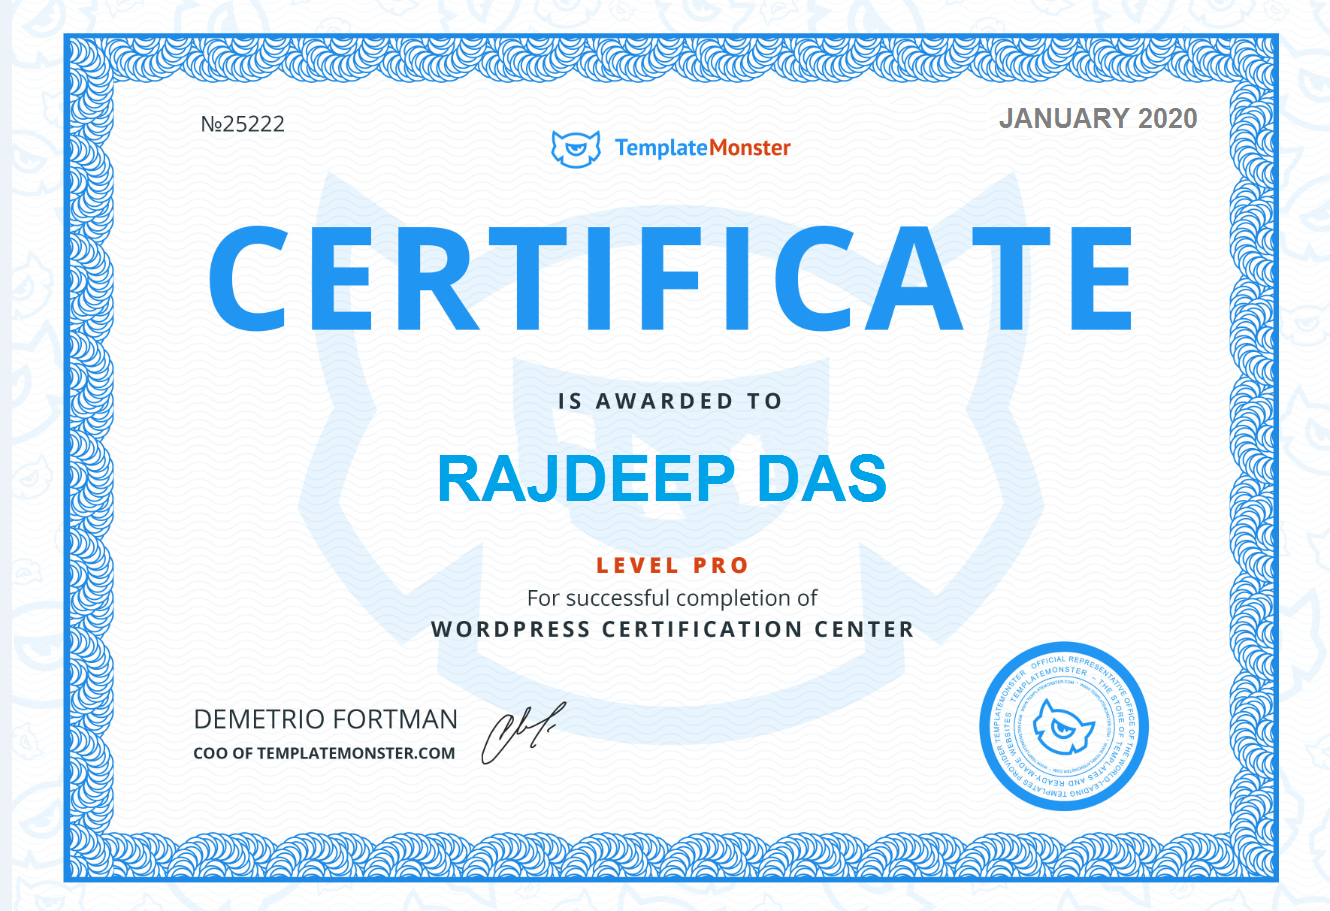 №25222
JANUARY 2020
TemplateMonster
CERTIFICATE
IS AWARDED TO
RAJDEEP DAS
LEVEL PRO
For successful completion of
WORDPRESS CERTIFICATION CENTER
DEMETRIO FORTMAN
COO OF TEMPLATEMONSTER.COM
OFFICIAL REPRESENTATIVE OFFICE OF THE WORLD-LEADING TEMPLATES PROVIDER TEMPLATEMONSTER
TEMPLATEMONSTER - THE STORE OF TEMPLATES AND READY-MADE WEBSITES